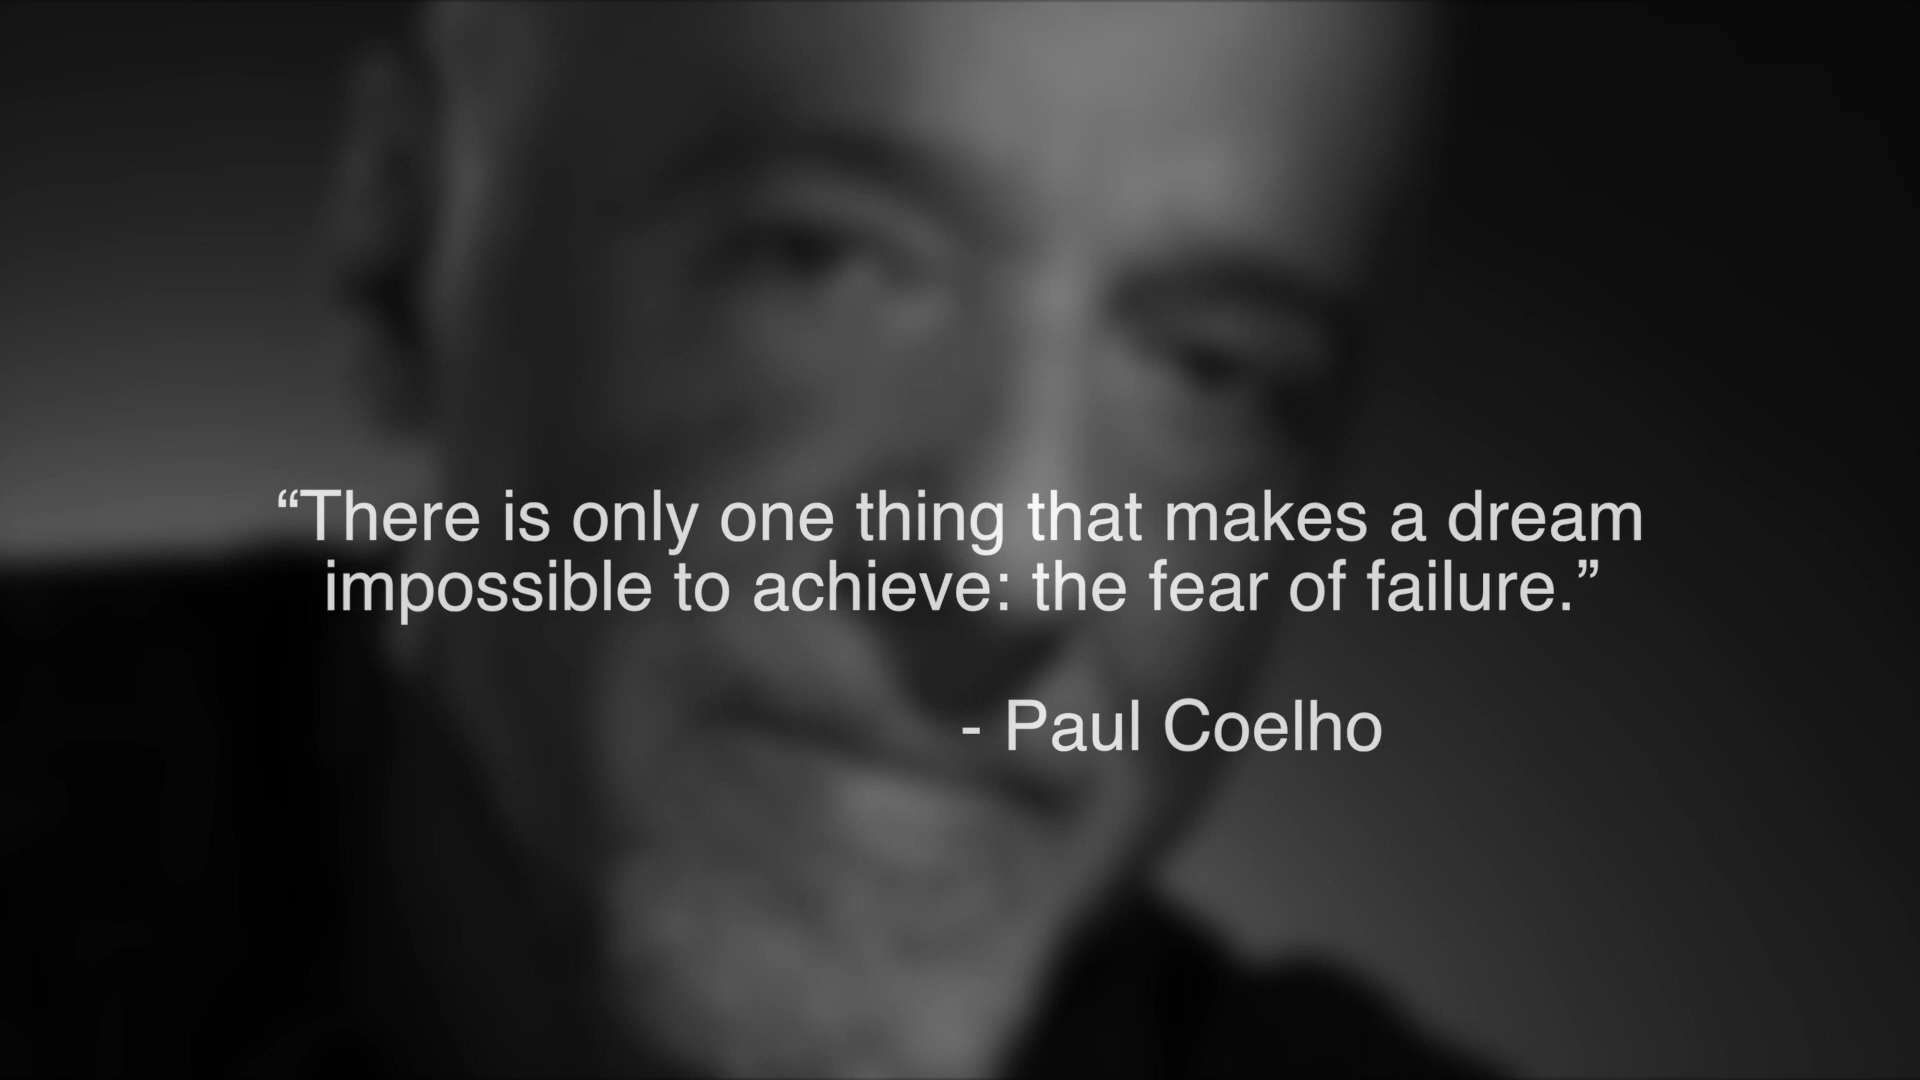 “There is only one thing that makes a dream
impossible to achieve: the fear of failure.”
- Paul Coelho